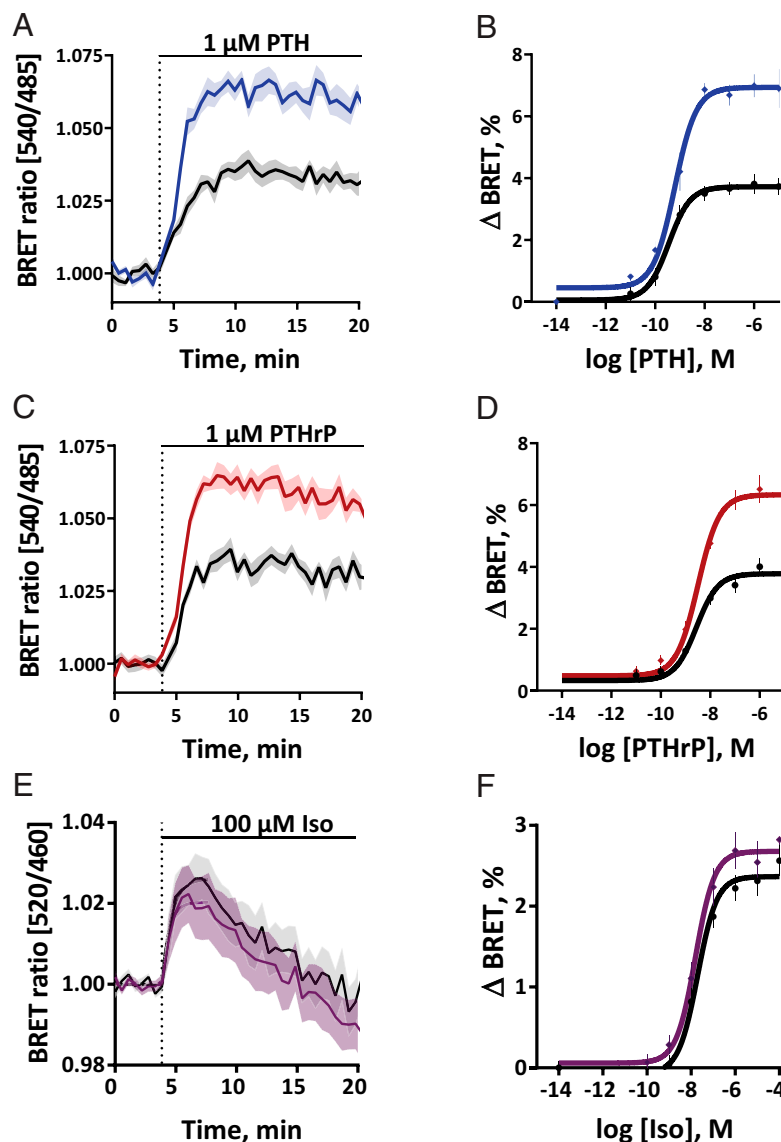 A
1 µM PTH
BRET ratio [540/485]
1.075
1.050
1.025
1.000
0 5 10 15 20
Time, min
B
Δ BRET, %
8
6
4
2
0
-14 -12 -10 -8 -6
log [PTH], M
C
1 µM PTHrP
BRET ratio [540/485]
1.075
1.050
1.025
1.000
0 5 10 15 20
Time, min
D
Δ BRET, %
8
6
4
2
0
-14 -12 -10 -8 -6
log [PTHrP], M
E
100 µM Iso
BRET ratio [520/460]
1.04
1.02
1.00
0.98
0 5 10 15 20
Time, min
F
Δ BRET, %
3
2
1
0
-14 -12 -10 -8 -6 -4
log [Iso], M